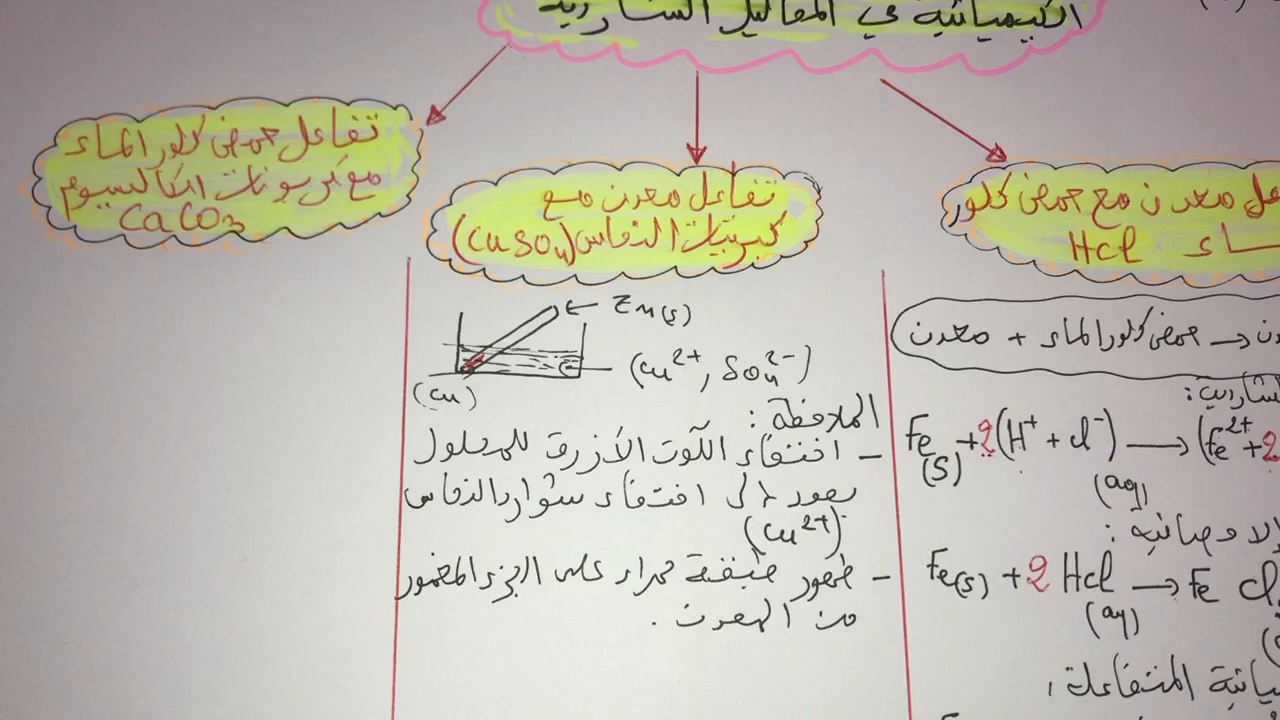 الكيميائية في المحاليل الشاردية
تفاعل معدن مع حمض كلور
HCl
معدن + حمض كلور الماء →
Fe(s) + 2(H⁺ + Cl⁻)(aq) → (Fe²⁺ + 2
Fe(s) + 2 HCl(aq) → Fe Cl
المتفاعلة :
تفاعل معدن مع
كبريتات النحاس (CuSO₄)
Zn(s)
(Cu²⁺, SO₄²⁻)
(Cu)
الملاحظة :
- اختفاء اللون الأزرق للمحلول
يعود إلى اختفاء شوارد النحاس
(Cu²⁺)
- ظهور طبقة حمراء على الجزء المغمور
من المعدن .
تفاعل حمض كلور الماء
مع كربونات الكالسيوم
CaCO₃